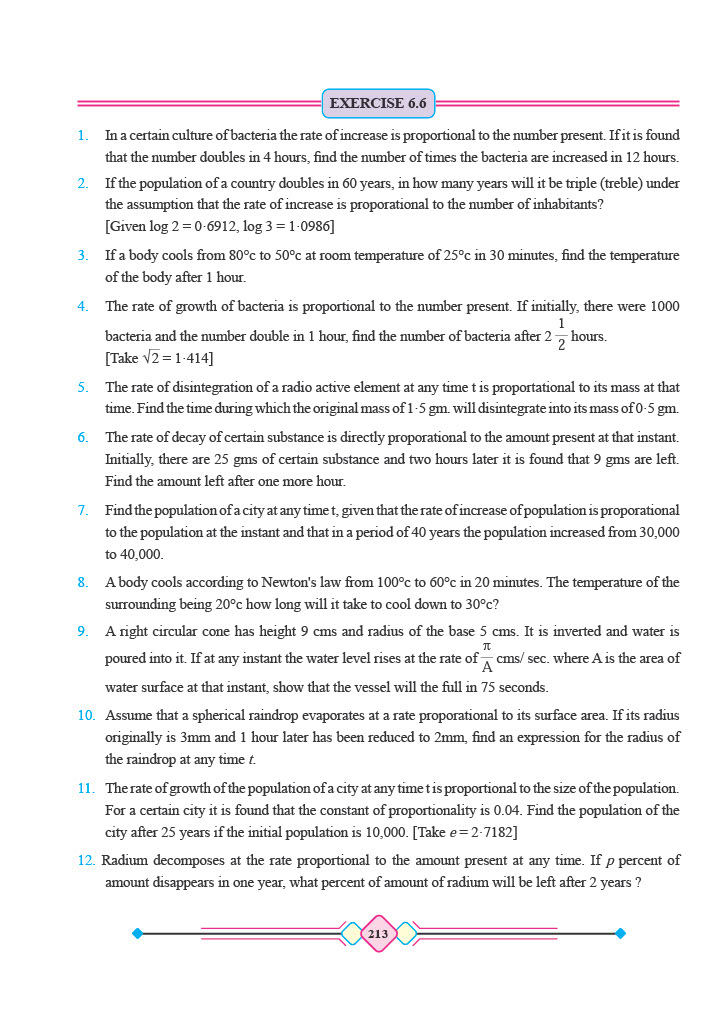 EXERCISE 6.6
1. In a certain culture of bacteria the rate of increase is proportional to the number present. If it is found
that the number doubles in 4 hours, find the number of times the bacteria are increased in 12 hours.
2. If the population of a country doubles in 60 years, in how many years will it be triple (treble) under
the assumption that the rate of increase is proporational to the number of inhabitants?
[Given log 2 = 0·6912, log 3 = 1·0986]
3. If a body cools from 80°c to 50°c at room temperature of 25°c in 30 minutes, find the temperature
of the body after 1 hour.
4. The rate of growth of bacteria is proportional to the number present. If initially, there were 1000
bacteria and the number double in 1 hour, find the number of bacteria after 2 1/2 hours.
[Take √2 = 1·414]
5. The rate of disintegration of a radio active element at any time t is proportational to its mass at that
time. Find the time during which the original mass of 1·5 gm. will disintegrate into its mass of 0·5 gm.
6. The rate of decay of certain substance is directly proporational to the amount present at that instant.
Initially, there are 25 gms of certain substance and two hours later it is found that 9 gms are left.
Find the amount left after one more hour.
7. Find the population of a city at any time t, given that the rate of increase of population is proporational
to the population at the instant and that in a period of 40 years the population increased from 30,000
to 40,000.
8. A body cools according to Newton's law from 100°c to 60°c in 20 minutes. The temperature of the
surrounding being 20°c how long will it take to cool down to 30°c?
9. A right circular cone has height 9 cms and radius of the base 5 cms. It is inverted and water is
poured into it. If at any instant the water level rises at the rate of π/A cms/ sec. where A is the area of
water surface at that instant, show that the vessel will the full in 75 seconds.
10. Assume that a spherical raindrop evaporates at a rate proporational to its surface area. If its radius
originally is 3mm and 1 hour later has been reduced to 2mm, find an expression for the radius of
the raindrop at any time t.
11. The rate of growth of the population of a city at any time t is proportional to the size of the population.
For a certain city it is found that the constant of proportionality is 0.04. Find the population of the
city after 25 years if the initial population is 10,000. [Take e = 2·7182]
12. Radium decomposes at the rate proportional to the amount present at any time. If p percent of
amount disappears in one year, what percent of amount of radium will be left after 2 years ?
213